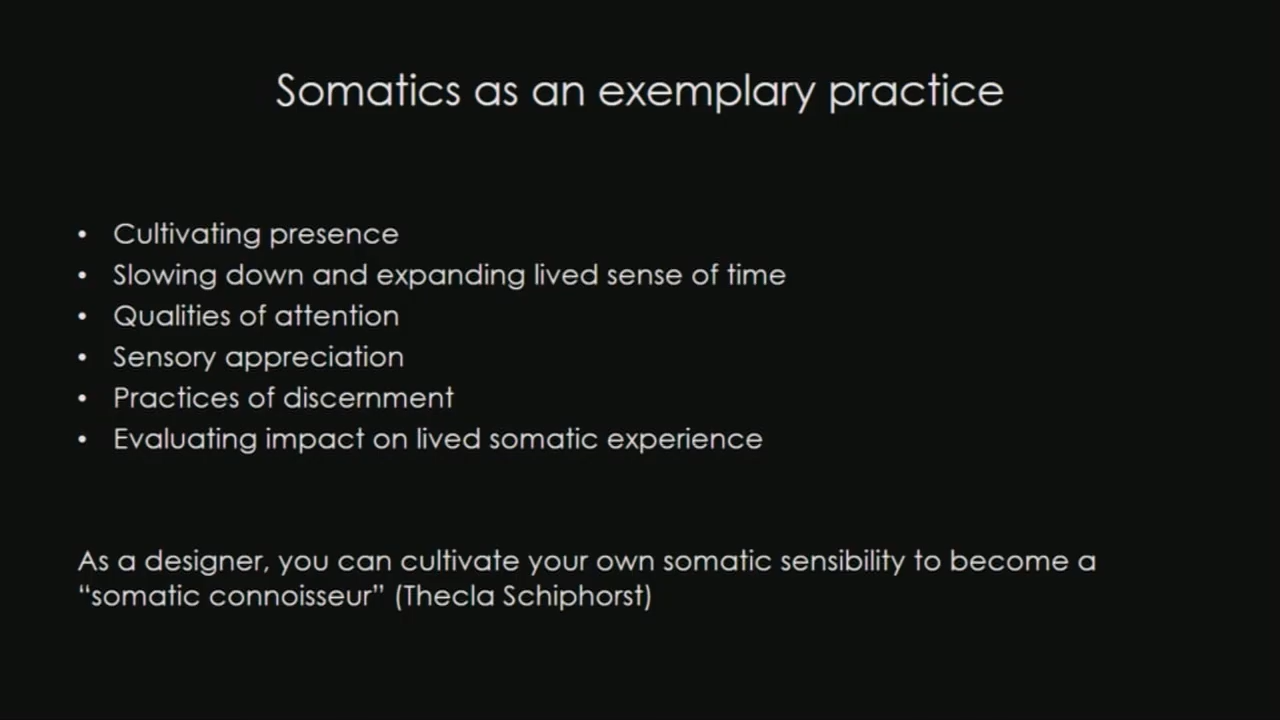 Somatics as an exemplary practice
• Cultivating presence
• Slowing down and expanding lived sense of time
• Qualities of attention
• Sensory appreciation
• Practices of discernment
• Evaluating impact on lived somatic experience
As a designer, you can cultivate your own somatic sensibility to become a
“somatic connoisseur” (Thecla Schiphorst)